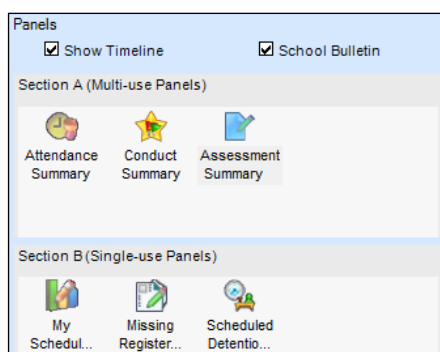 Panels
Show Timeline School Bulletin
Section A (Multi-use Panels)
Attendance Summary
Conduct Summary
Assessment Summary
Section B (Single-use Panels)
My Schedul...
Missing Register...
Scheduled Detentio...